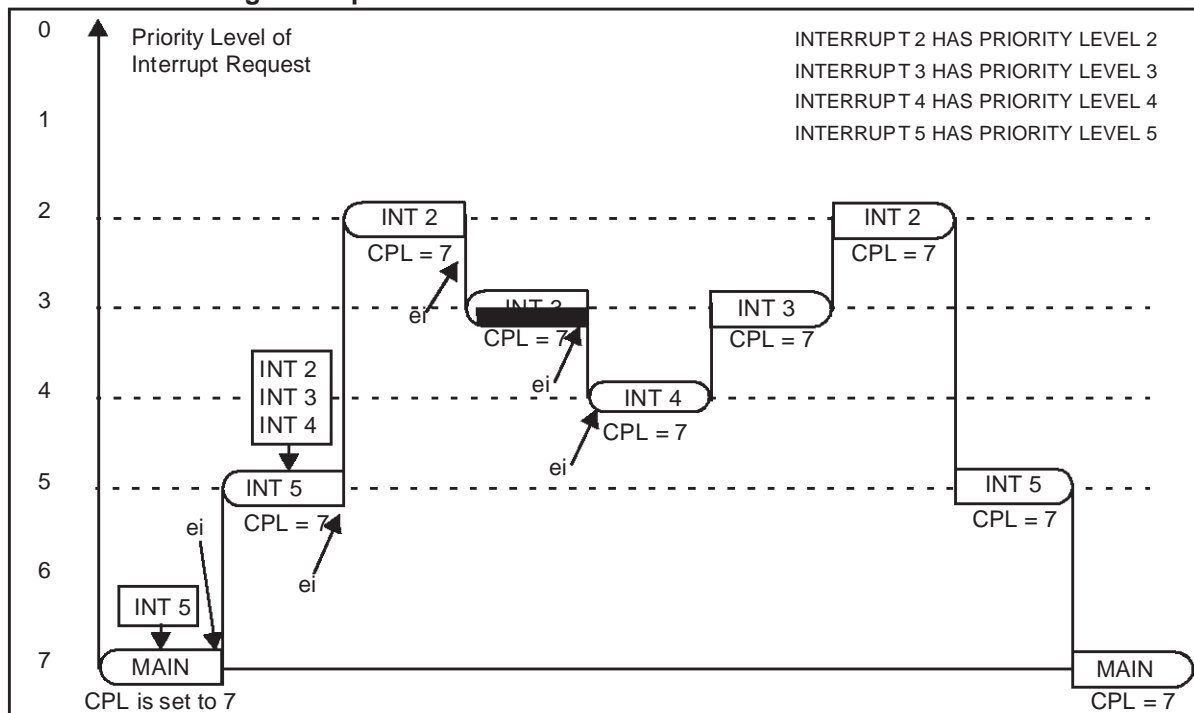 0
Priority Level of
Interrupt Request
INTERRUPT 2 HAS PRIORITY LEVEL 2
INTERRUPT 3 HAS PRIORITY LEVEL 3
INTERRUPT 4 HAS PRIORITY LEVEL 4
INTERRUPT 5 HAS PRIORITY LEVEL 5
1
2
INT 2
CPL = 7
INT 2
CPL = 7
ei
3
INT 3
CPL = 7
INT 3
CPL = 7
ei
INT 2
INT 3
INT 4
4
INT 4
CPL = 7
ei
5
INT 5
CPL = 7
INT 5
CPL = 7
ei
ei
6
INT 5
7
MAIN
CPL is set to 7
MAIN
CPL = 7